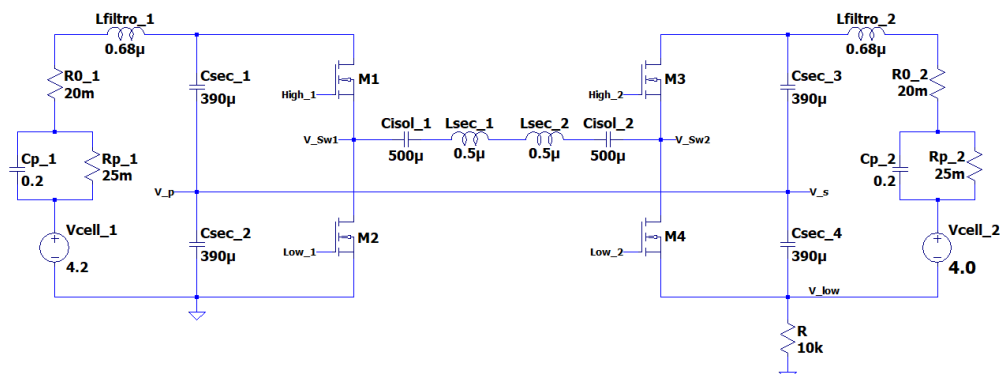 Lfiltro_1
0.68µ
R0_1
20m
Cp_1
0.2
Rp_1
25m
Vcell_1
4.2
Csec_1
390µ
Csec_2
390µ
M1
High_1
V_Sw1
V_p
M2
Low_1
Cisol_1
500µ
Lsec_1
0.5µ
Lsec_2
0.5µ
Cisol_2
500µ
M3
High_2
V_Sw2
M4
Low_2
Csec_3
390µ
V_s
Csec_4
390µ
V_low
R
10k
Lfiltro_2
0.68µ
R0_2
20m
Cp_2
0.2
Rp_2
25m
Vcell_2
4.0